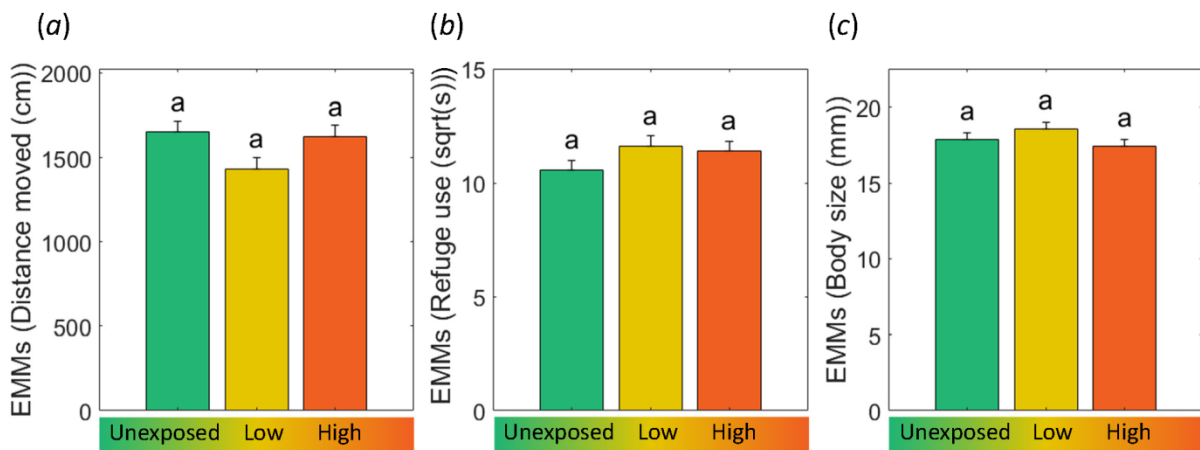 (a)
EMMs (Distance moved (cm))
2000
1500
1000
500
0
a
a
a
Unexposed Low High
(b)
EMMs (Refuge use (sqrt(s)))
15
10
5
0
a
a
a
Unexposed Low High
(c)
EMMs (Body size (mm))
20
15
10
5
0
a
a
a
Unexposed Low High